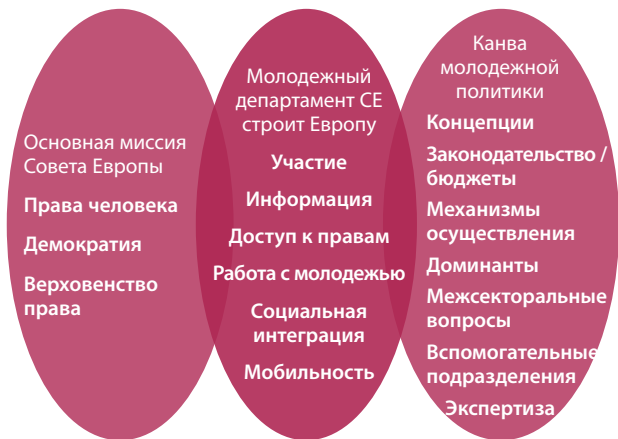 Основная миссия
Совета Европы
Права человека
Демократия
Верховенство
права
Молодежный
департамент СЕ
строит Европу
Участие
Информация
Доступ к правам
Работа с молодежью
Социальная
интеграция
Мобильность
Канва
молодежной
политики
Концепции
Законодательство /
бюджеты
Механизмы
осуществления
Доминанты
Межсекторальные
вопросы
Вспомогательные
подразделения
Экспертиза